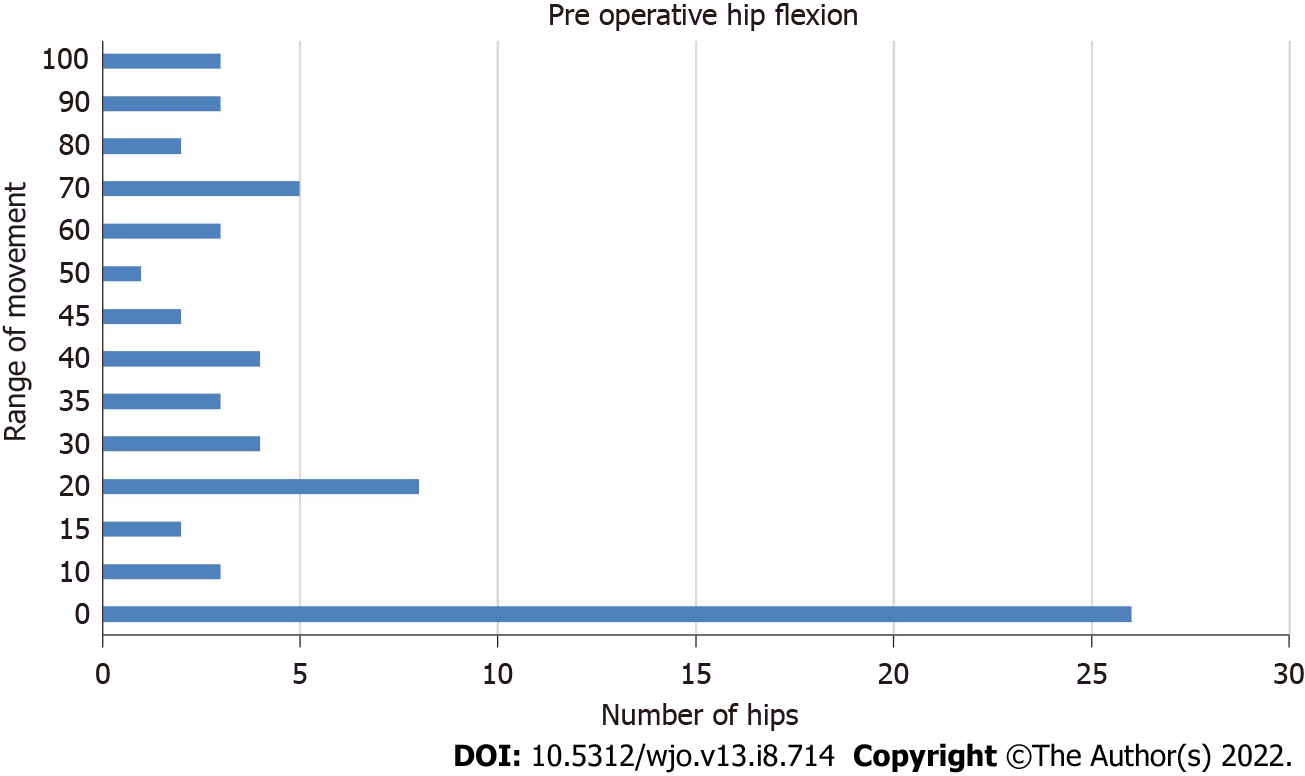 Pre operative hip flexion
100
90
80
70
60
50
45
40
35
30
20
15
10
0
Range of movement
0 5 10 15 20 25 30
Number of hips
DOI: 10.5312/wjo.v13.i8.714 Copyright ©The Author(s) 2022.